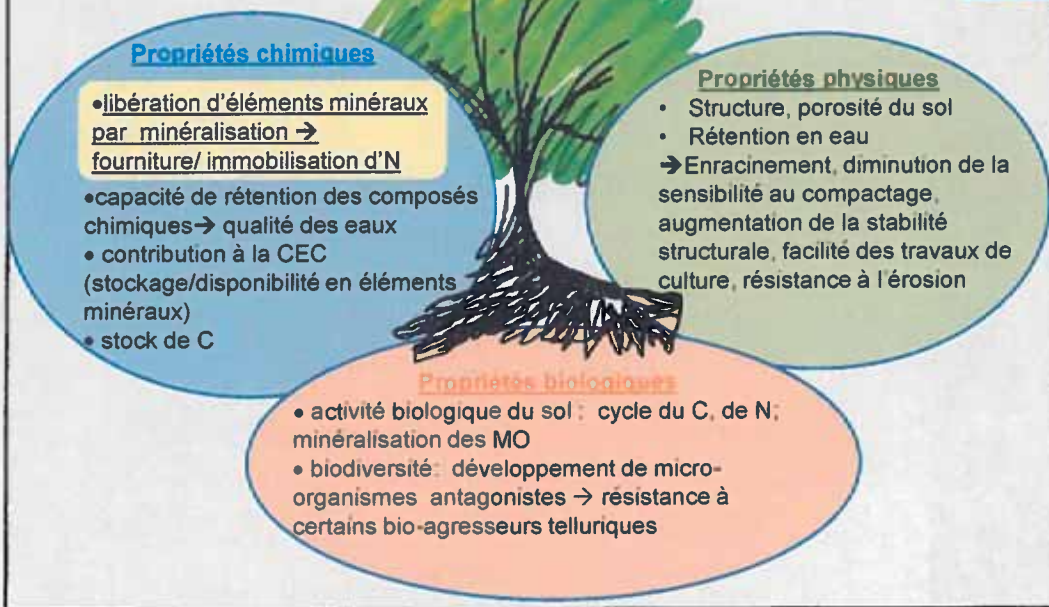 Propriétés chimiques
•libération d'éléments minéraux
par minéralisation →
fourniture/ immobilisation d'N
•capacité de rétention des composés
chimiques→ qualité des eaux
• contribution à la CEC
(stockage/disponibilité en éléments
minéraux)
• stock de C
Propriétés physiques
• Structure, porosité du sol
• Rétention en eau
→Enracinement, diminution de la
sensibilité au compactage,
augmentation de la stabilité
structurale, facilité des travaux de
culture, résistance à l'érosion
Propriétés biologiques
• activité biologique du sol : cycle du C, de N;
minéralisation des MO
• biodiversité: développement de micro-
organismes antagonistes → résistance à
certains bio-agresseurs telluriques